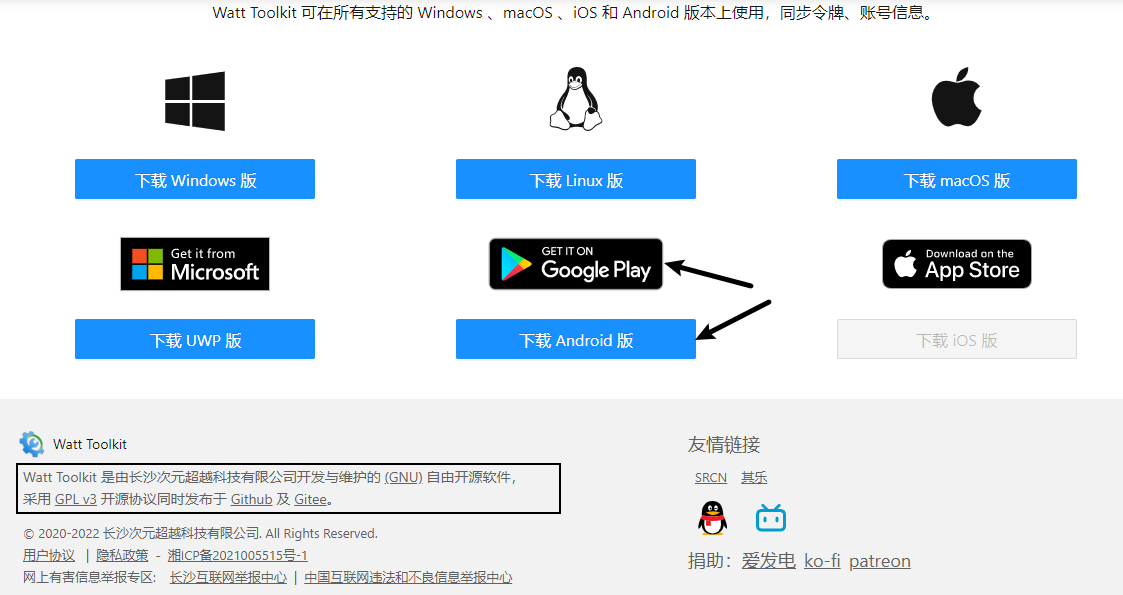 Watt Toolkit 可在所有支持的 Windows 、macOS 、iOS 和 Android 版本上使用，同步令牌、账号信息。
下载 Windows 版
下载 Linux 版
下载 macOS 版
Get it from
Microsoft
GET IT ON
Google Play
Download on the
App Store
下载 UWP 版
下载 Android 版
下载 iOS 版
Watt Toolkit
Watt Toolkit 是由长沙次元超越科技有限公司开发与维护的 (GNU) 自由开源软件，
采用 GPL v3 开源协议同时发布于 Github 及 Gitee。
© 2020-2022 长沙次元超越科技有限公司. All Rights Reserved.
用户协议 | 隐私政策 - 湘ICP备2021005515号-1
网上有害信息举报专区: 长沙互联网举报中心 | 中国互联网违法和不良信息举报中心
友情链接
SRCN 其乐
捐助：爱发电 ko-fi patreon